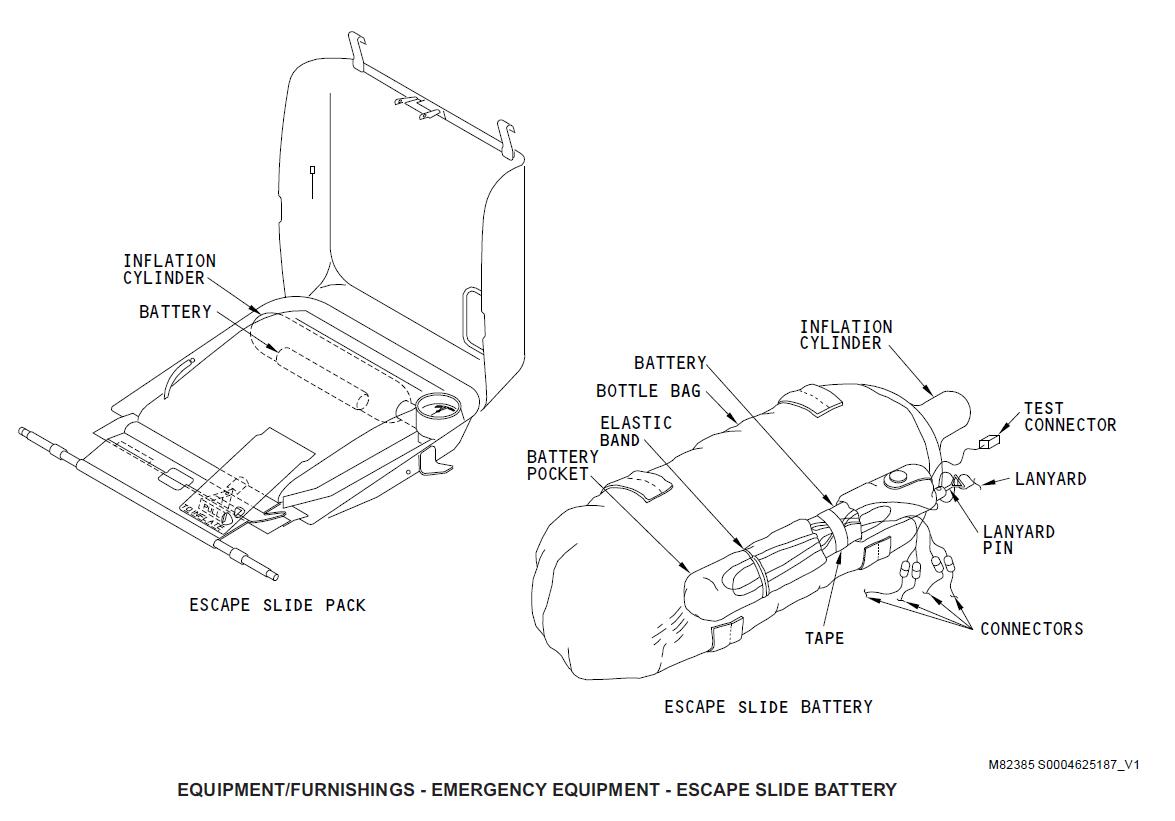 INFLATION
CYLINDER
BATTERY
ESCAPE SLIDE PACK
INFLATION
CYLINDER
BATTERY
BOTTLE BAG
ELASTIC
BAND
BATTERY
POCKET
TEST
CONNECTOR
LANYARD
LANYARD
PIN
CONNECTORS
TAPE
ESCAPE SLIDE BATTERY
M82385 S0004625187_V1
EQUIPMENT/FURNISHINGS - EMERGENCY EQUIPMENT - ESCAPE SLIDE BATTERY